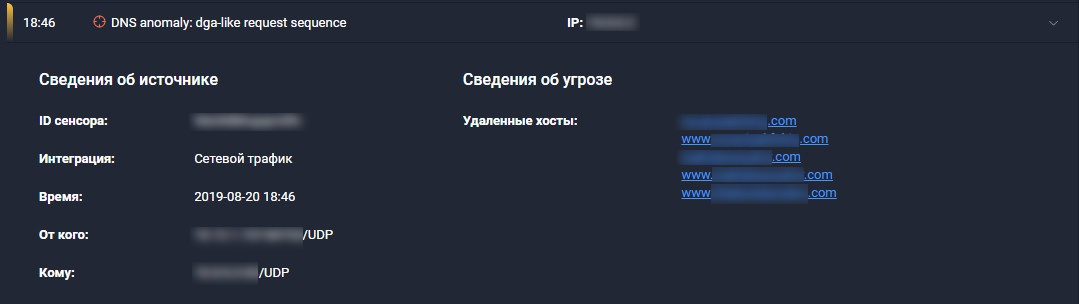 18:46 DNS anomaly: dga-like request sequence IP:
Сведения об источнике
ID сенсора:
Интеграция: Сетевой трафик
Время: 2019-08-20 18:46
От кого: /UDP
Кому: /UDP
Сведения об угрозе
Удаленные хосты: .com
www .com
.com
www. .com
www. .com